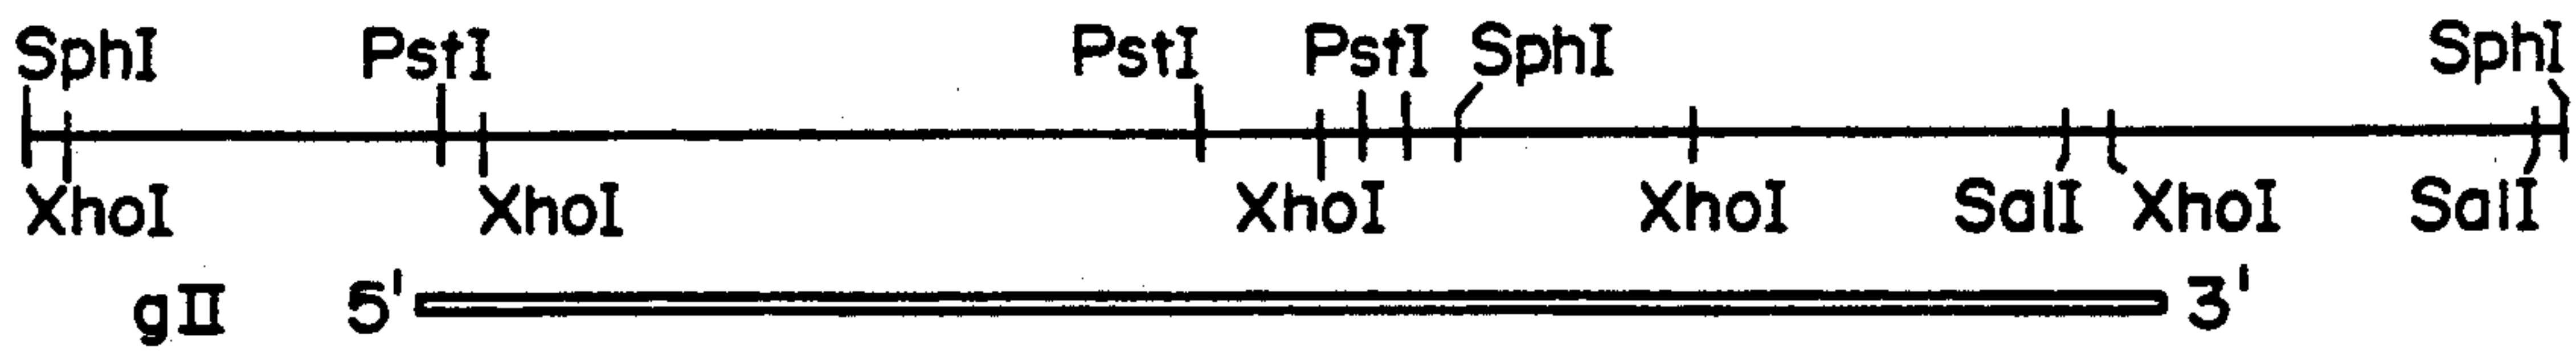 SphI PstI PstI PstI SphI SphI
XhoI XhoI XhoI XhoI SalI XhoI SalI
gII 5' 3'